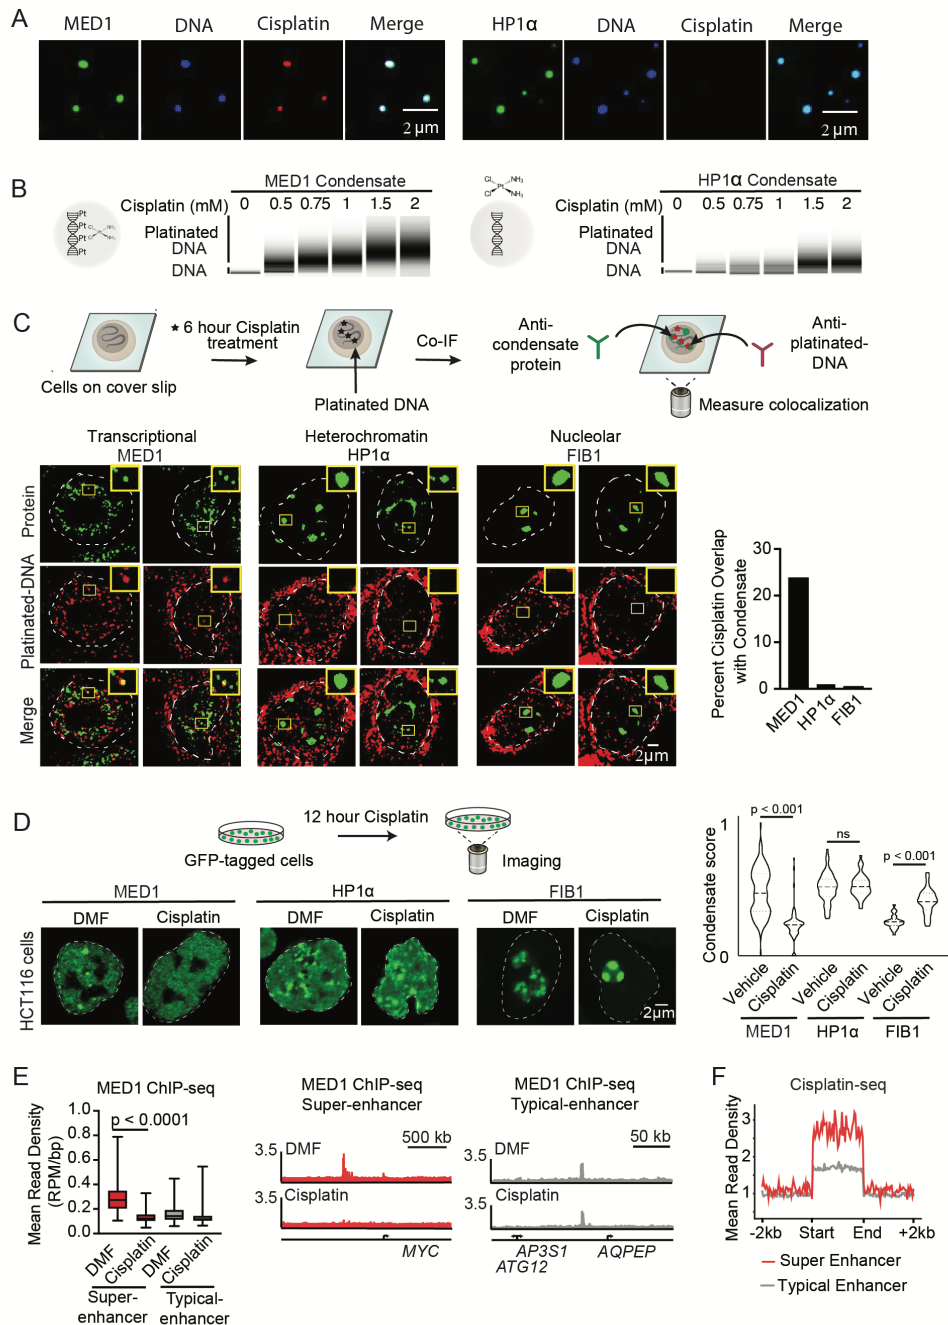 A
MED1 DNA Cisplatin Merge
HP1α DNA Cisplatin Merge
2 µm
2 µm
B
MED1 Condensate
Cisplatin (mM) 0 0.5 0.75 1 1.5 2
Platinated
DNA
DNA
Pt
Pt
Pt
Pt
Cl NH₃
Pt
Cl NH₃
HP1α Condensate
Cisplatin (mM) 0 0.5 0.75 1 1.5 2
Platinated
DNA
DNA
C
Cells on cover slip
★ 6 hour Cisplatin
treatment
Platinated DNA
Co-IF
Anti-
condensate
protein
Anti-
platinated-
DNA
Measure colocalization
Transcriptional
MED1
Heterochromatin
HP1α
Nucleolar
FIB1
Protein
Platinated-DNA
Merge
2µm
Percent Cisplatin Overlap
with Condensate
30
20
10
0
MED1
HP1α
FIB1
D
12 hour Cisplatin
GFP-tagged cells
Imaging
MED1
HP1α
FIB1
DMF Cisplatin
DMF Cisplatin
DMF Cisplatin
HCT116 cells
2µm
Condensate score
1
0
p < 0.001
ns
p < 0.001
Vehicle
Cisplatin
Vehicle
Cisplatin
Vehicle
Cisplatin
MED1 HP1α FIB1
E
MED1 ChIP-seq
p < 0.0001
Mean Read Density
(RPM/bp)
1.0
0.8
0.6
0.4
0.2
0.0
DMF
Cisplatin
DMF
Cisplatin
Super-
enhancer
Typical-
enhancer
MED1 ChIP-seq
Super-enhancer
500 kb
3.5
DMF
3.5
Cisplatin
MYC
MED1 ChIP-seq
Typical-enhancer
50 kb
3.5
DMF
3.5
Cisplatin
AP3S1 AQPEP
ATG12
F
Cisplatin-seq
Mean Read Density
3
2
1
-2kb Start End +2kb
Super Enhancer
Typical Enhancer